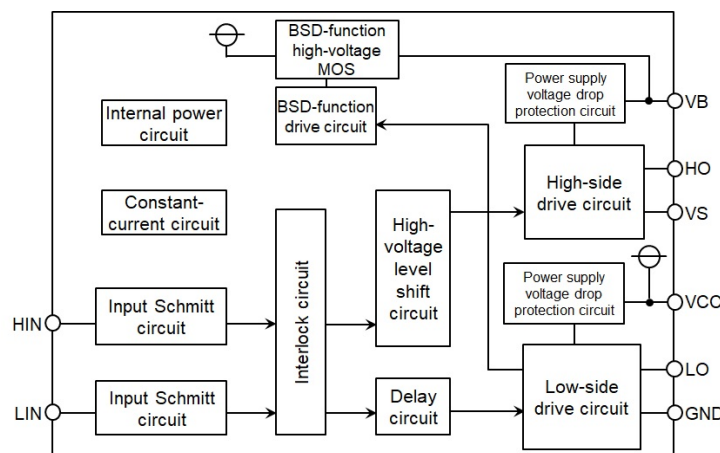 BSD-function
high-voltage
MOS
Power supply
voltage drop
protection circuit
VB
Internal power
circuit
BSD-function
drive circuit
HO
High-side
drive circuit
VS
Constant-
current circuit
High-
voltage
level
shift
circuit
Interlock circuit
Power supply
voltage drop
protection circuit
VCC
HIN
Input Schmitt
circuit
LO
Low-side
drive circuit
LIN
Input Schmitt
circuit
Delay
circuit
GND